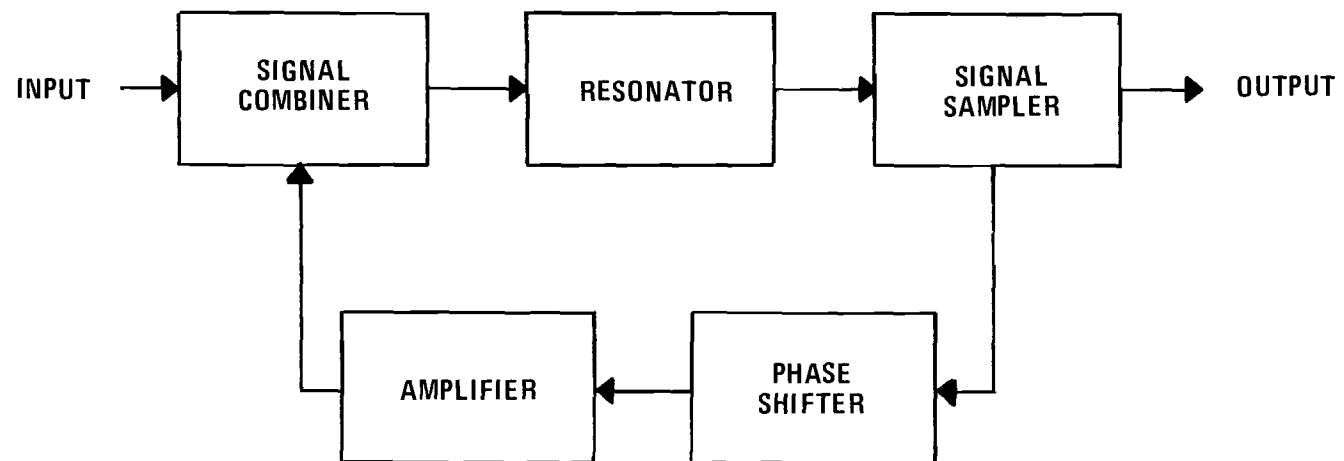 INPUT
SIGNAL
COMBINER
RESONATOR
SIGNAL
SAMPLER
OUTPUT
AMPLIFIER
PHASE
SHIFTER